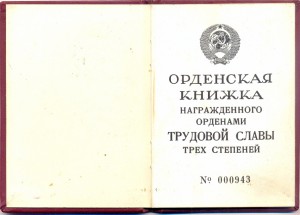 ОРДЕНСКАЯ
КНИЖКА
НАГРАЖДЕННОГО
ОРДЕНАМИ
ТРУДОВОЙ СЛАВЫ
ТРЕХ СТЕПЕНЕЙ
№ 000943